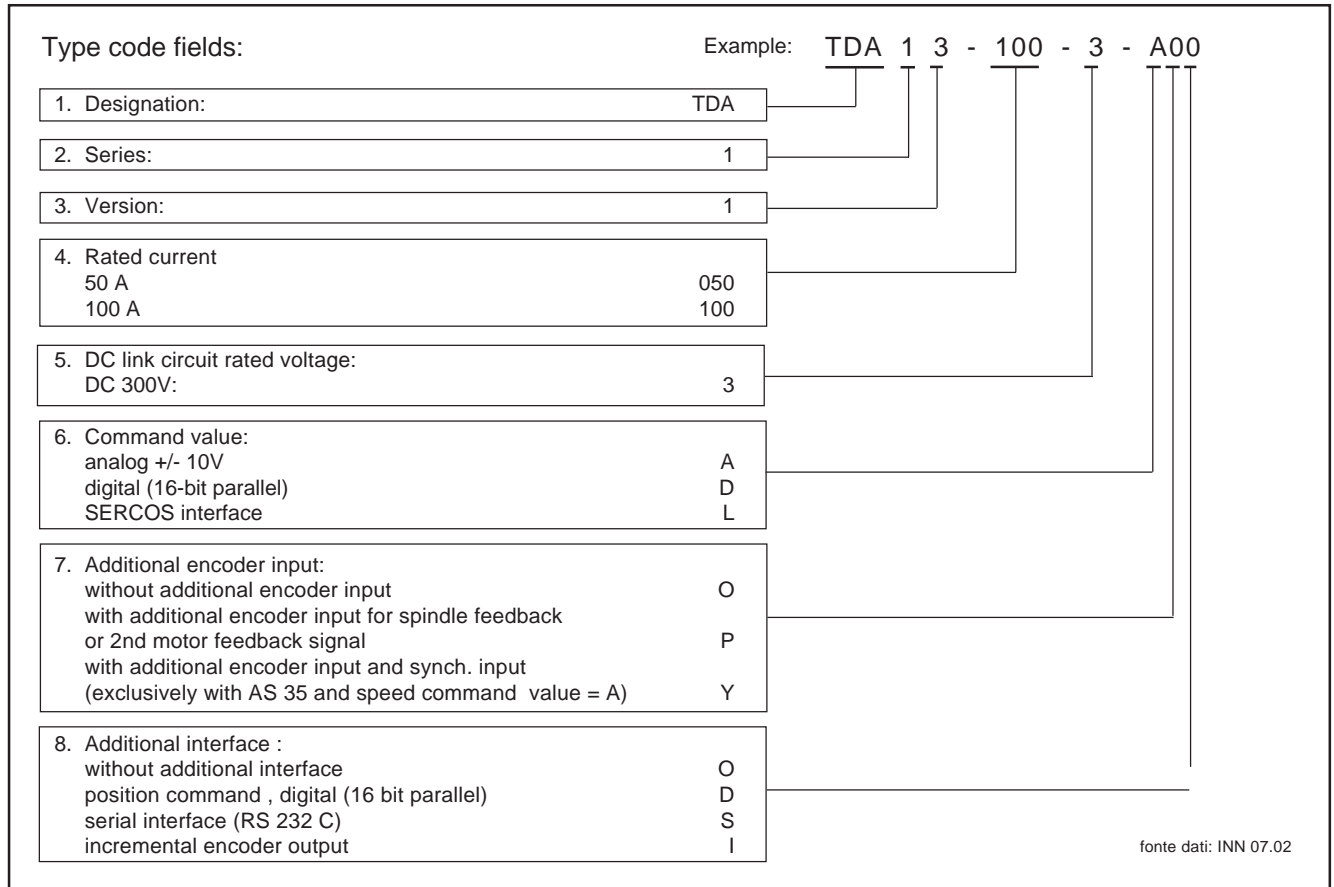 Type code fields:
Example: TDA 1 3 - 100 - 3 - A00
1. Designation: TDA
2. Series: 1
3. Version: 1
4. Rated current
50 A 050
100 A 100
5. DC link circuit rated voltage:
DC 300V: 3
6. Command value:
analog +/- 10V A
digital (16-bit parallel) D
SERCOS interface L
7. Additional encoder input:
without additional encoder input O
with additional encoder input for spindle feedback
or 2nd motor feedback signal P
with additional encoder input and synch. input
(exclusively with AS 35 and speed command value = A) Y
8. Additional interface :
without additional interface O
position command , digital (16 bit parallel) D
serial interface (RS 232 C) S
incremental encoder output I
fonte dati: INN 07.02